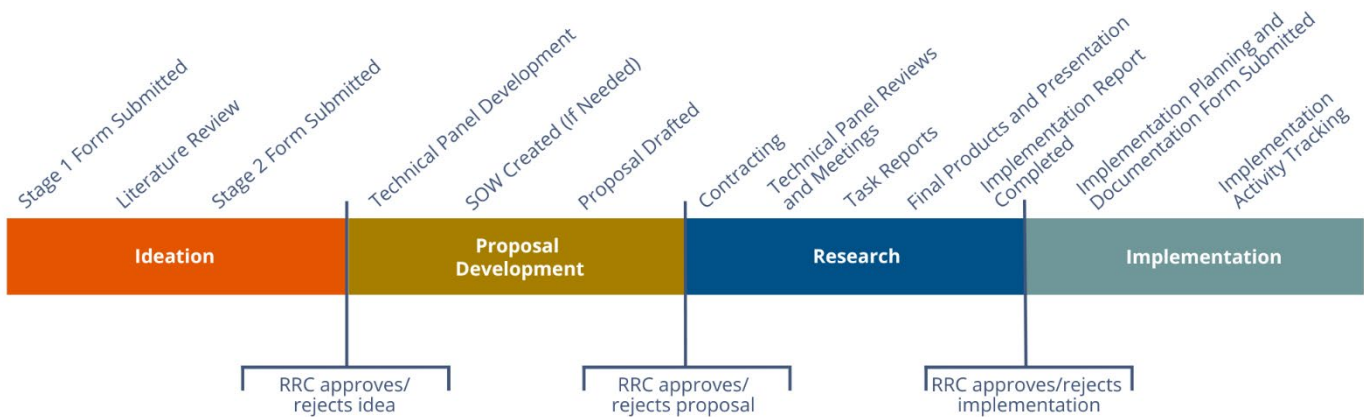 Stage 1 Form Submitted
Literature Review
Stage 2 Form Submitted
Technical Panel Development
SOW Created (If Needed)
Proposal Drafted
Contracting
Technical Panel Reviews
and Meetings
Task Reports
Final Products and Presentation
Implementation Report
Completed
Implementation Planning and
Documentation Form Submitted
Implementation
Activity Tracking
Ideation
Proposal
Development
Research
Implementation
RRC approves/
rejects idea
RRC approves/
rejects proposal
RRC approves/rejects
implementation